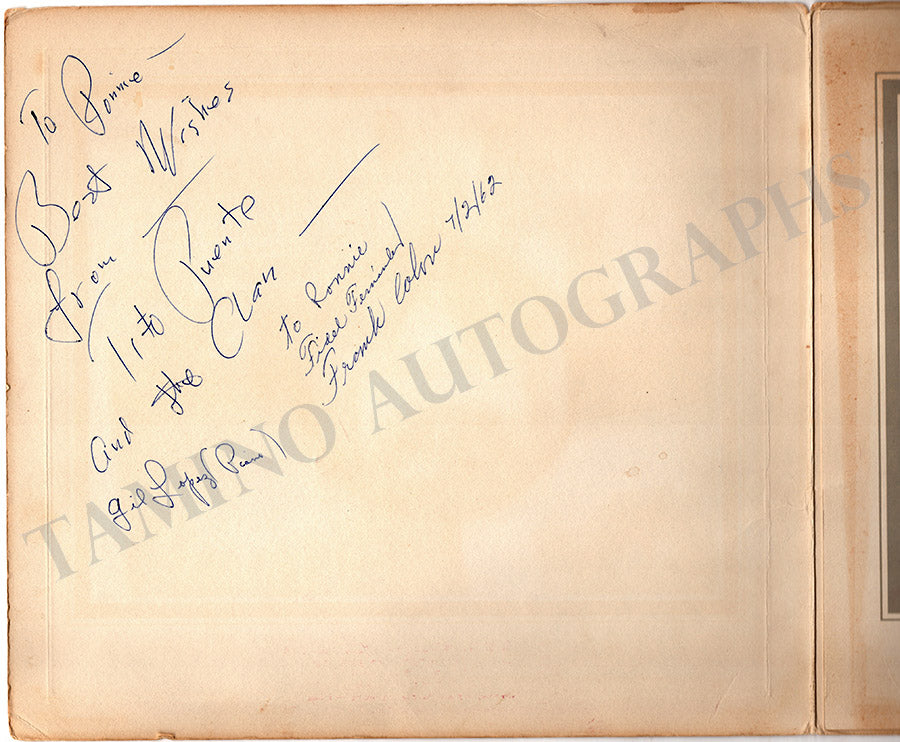 To Ronnie —
Best Wishes
from
Tito Puente
and the Clan —
Gil Lopez (Piano)
to Ronnie
Fidel Fernandez
Frank Colon 7/2/62
TAMINO AUTOGRAPHS